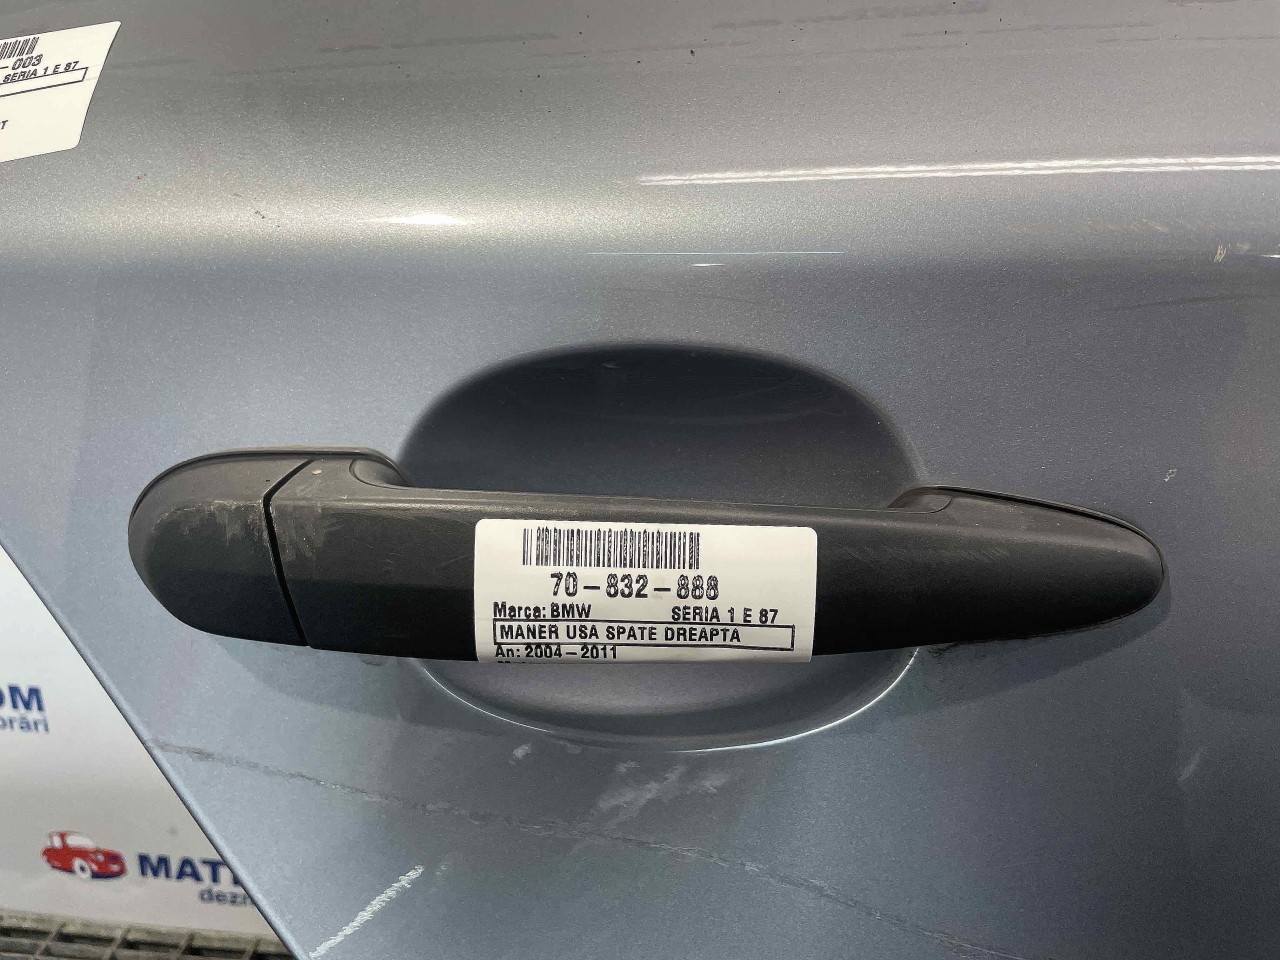 -003
SERIA 1 E 87
70-832-888
Marca: BMW SERIA 1 E 87
MANER USA SPATE DREAPTA
An: 2004-2011
OM
MAT